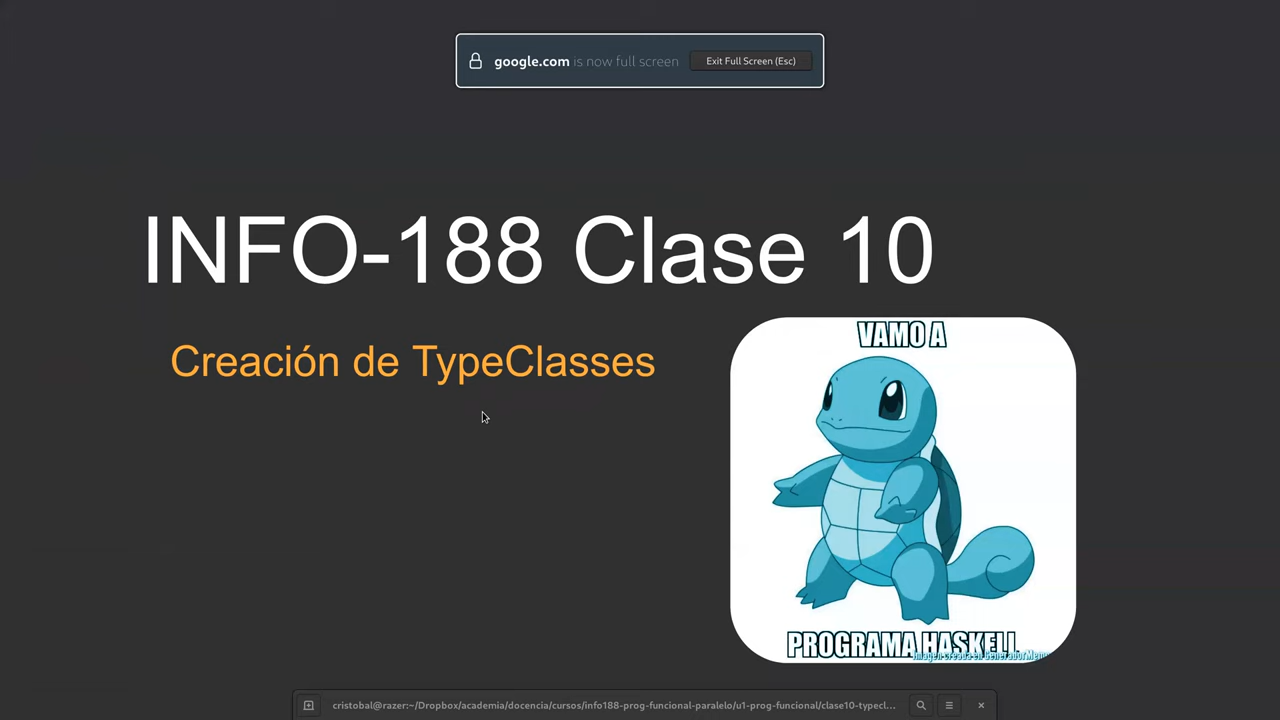 google.com is now full screen Exit Full Screen (Esc)
INFO-188 Clase 10
Creación de TypeClasses
VAMO A
PROGRAMA HASKELL
cristobal@razer:~/Dropbox/academia/docencia/cursos/info188-prog-funcional-paralelo/u1-prog-funcional/clase10-typecl...